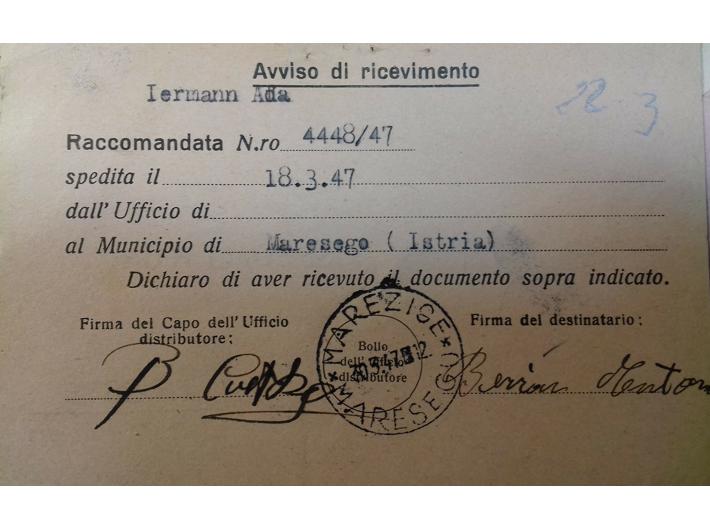 Avviso di ricevimento
Iermann Ada
22 3
Raccomandata N.ro 4448/47
spedita il 18.3.47
dall' Ufficio di
al Municipio di Maresego ( Istria)
Dichiaro di aver ricevuto il documento sopra indicato.
Firma del Capo dell' Ufficio
distributore:
Bollo
dell' Ufficio
distributore
Firma del destinatario:
*MAREZIGE*
MARESEGO